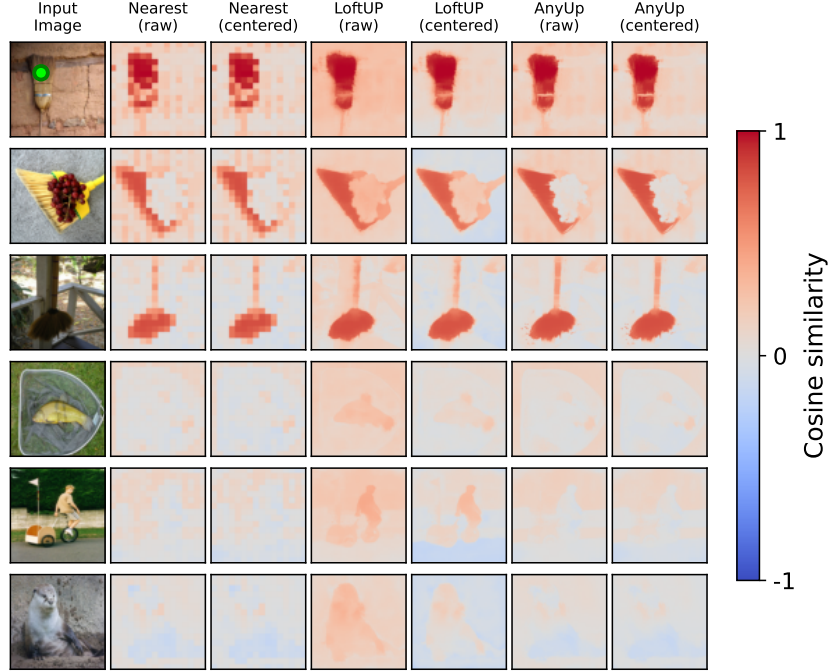 Input
Image
Nearest
(raw)
Nearest
(centered)
LoftUP
(raw)
LoftUP
(centered)
AnyUp
(raw)
AnyUp
(centered)
1
0
-1
Cosine similarity